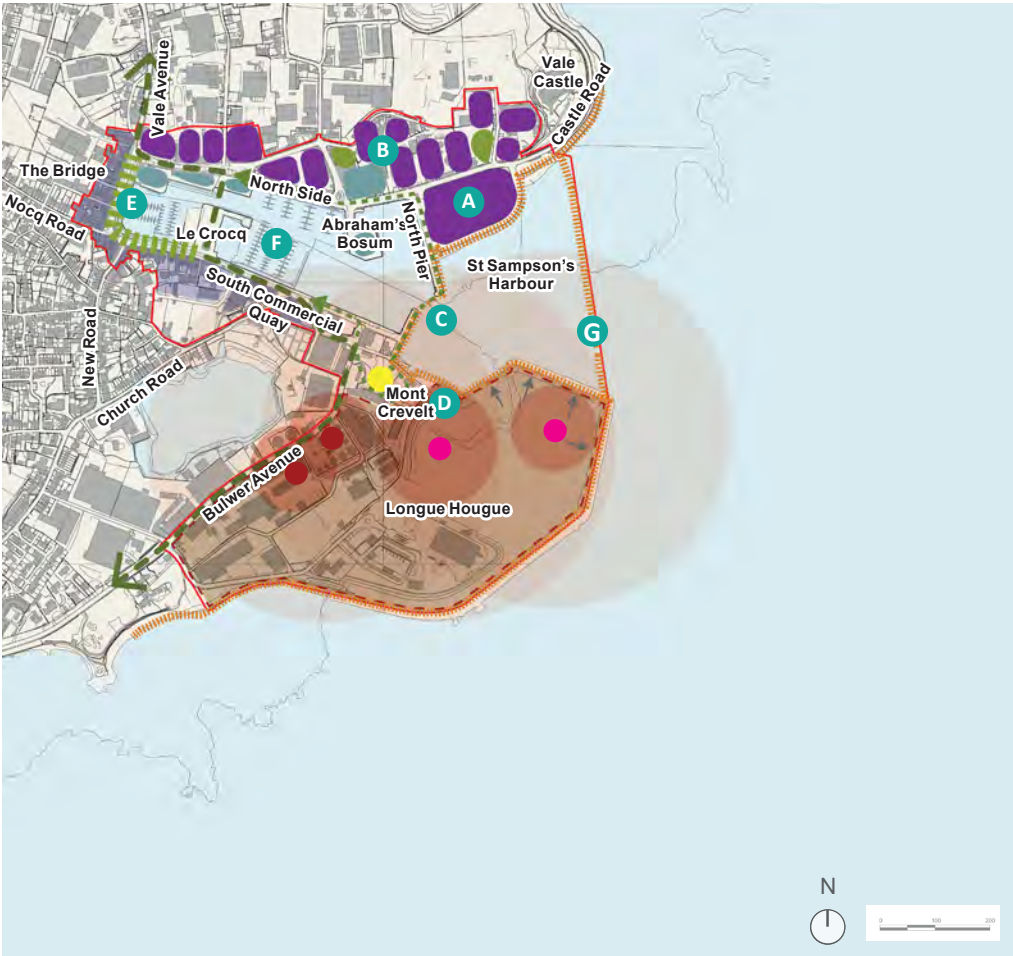 Vale Avenue
Vale
Castle
Castle Road
The Bridge
B
Nocq Road
E
North Side
A
Le Crocq
F
Abraham's
Bosum
North Pier
St Sampson's
Harbour
South Commercial
Quay
C
G
New Road
Church Road
Mont
Crevelt
D
Bulwer Avenue
Longue Hougue
N
0 100 200